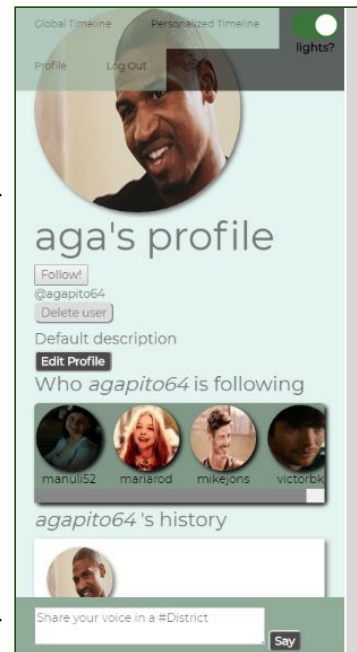 Global Timeline Personalized Timeline
lights?
Profile Log Out
aga's profile
Follow!
@agapito64
Delete user
Default description
Edit Profile
Who agapito64 is following
manuli52 mariarod mikejons victorbk
agapito64 's history
Share your voice in a #District
Say